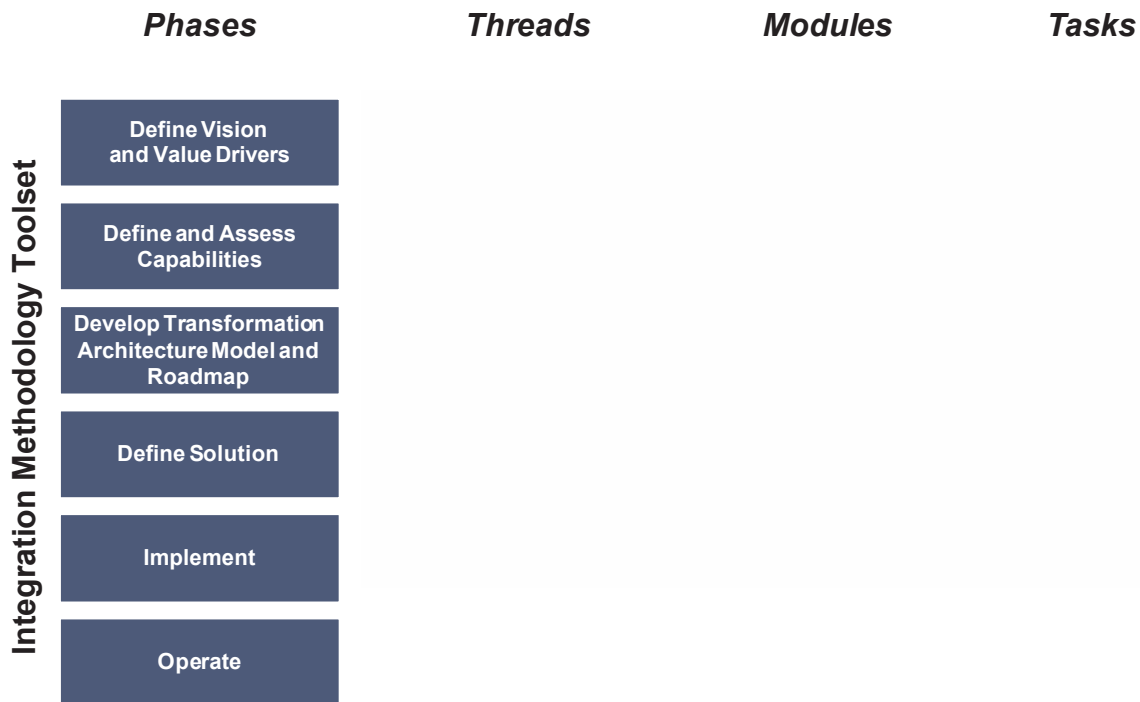 Phases Threads Modules Tasks
Integration Methodology Toolset
Define Vision
and Value Drivers
Define and Assess
Capabilities
Develop Transformation
Architecture Model and
Roadmap
Define Solution
Implement
Operate